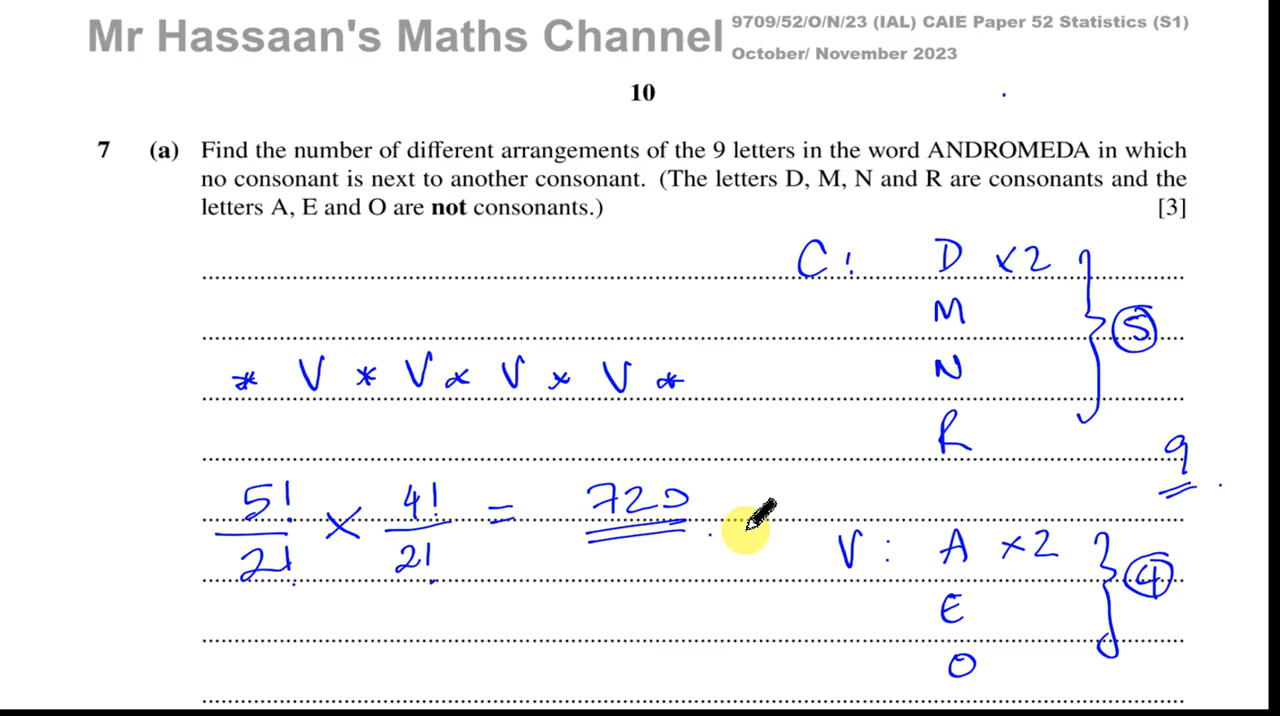 Mr Hassaan's Maths Channel
9709/52/O/N/23 (IAL) CAIE Paper 52 Statistics (S1)
October/ November 2023
10
7 (a) Find the number of different arrangements of the 9 letters in the word ANDROMEDA in which
no consonant is next to another consonant. (The letters D, M, N and R are consonants and the
letters A, E and O are not consonants.) [3]
C: D ×2
M
5
* V * V * V * V *
N
R
9
5!/2! × 4!/2! = 720
V: A ×2
4
E
O